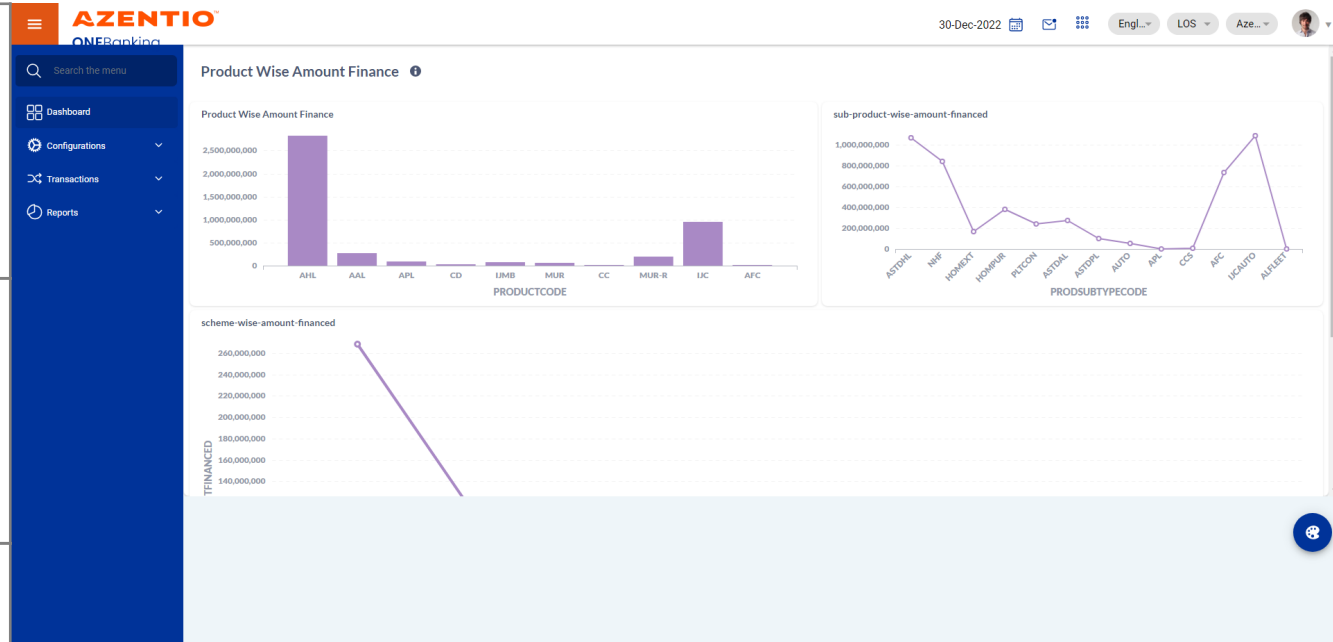 AZENTIO
ONEBanking
30-Dec-2022
Engl...
LOS
Aze...
Search the menu
Dashboard
Configurations
Transactions
Reports
Product Wise Amount Finance
Product Wise Amount Finance
2,500,000,000
2,000,000,000
1,500,000,000
1,000,000,000
500,000,000
0
AHL AAL APL CD IJMB MUR CC MUR-R IJC AFC
PRODUCTCODE
sub-product-wise-amount-financed
1,000,000,000
800,000,000
600,000,000
400,000,000
200,000,000
0
ASTDHL NHF HOMEXT HOMPUR PLTCON ASTDAL ASTDPL AUTO APL CCS AFC IJCAUTO ALFLEET
PRODSUBTYPECODE
scheme-wise-amount-financed
260,000,000
240,000,000
220,000,000
200,000,000
180,000,000
160,000,000
140,000,000
TFINANCED